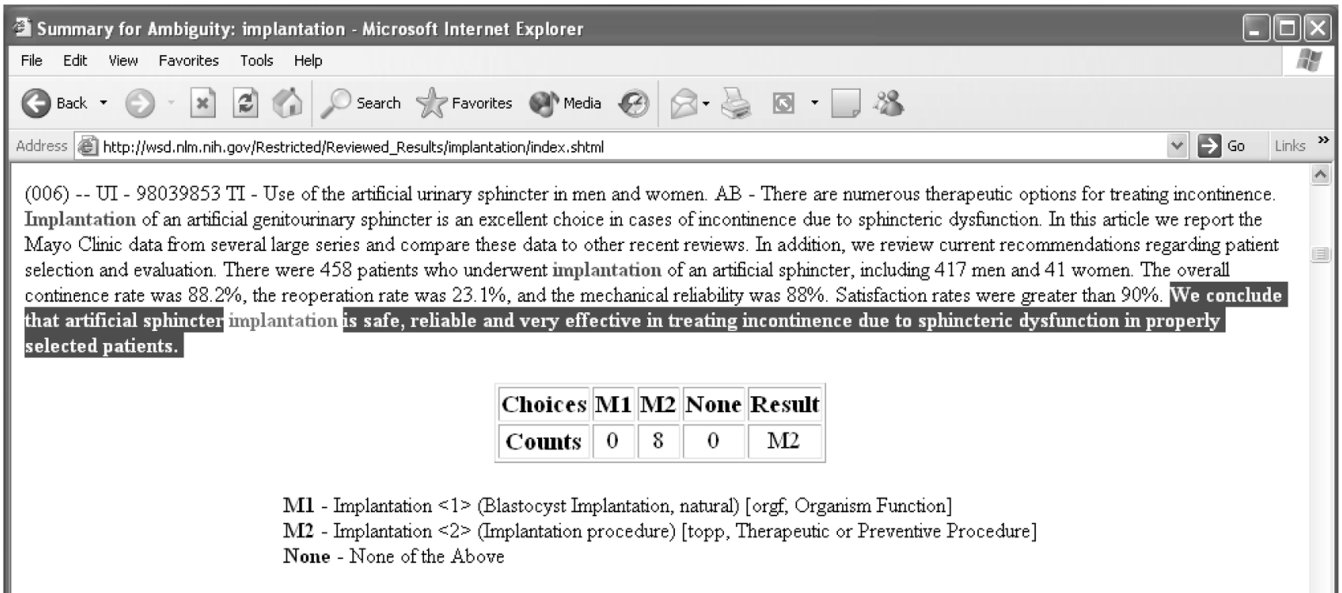 Summary for Ambiguity: implantation - Microsoft Internet Explorer
File Edit View Favorites Tools Help
Back Search Favorites Media
Address http://wsd.nlm.nih.gov/Restricted/Reviewed_Results/implantation/index.shtml Go Links »
(006) -- UI - 98039853 TI - Use of the artificial urinary sphincter in men and women. AB - There are numerous therapeutic options for treating incontinence.
Implantation of an artificial genitourinary sphincter is an excellent choice in cases of incontinence due to sphincteric dysfunction. In this article we report the
Mayo Clinic data from several large series and compare these data to other recent reviews. In addition, we review current recommendations regarding patient
selection and evaluation. There were 458 patients who underwent implantation of an artificial sphincter, including 417 men and 41 women. The overall
continence rate was 88.2%, the reoperation rate was 23.1%, and the mechanical reliability was 88%. Satisfaction rates were greater than 90%. We conclude
that artificial sphincter implantation is safe, reliable and very effective in treating incontinence due to sphincteric dysfunction in properly
selected patients.
Choices M1 M2 None Result
Counts 0 8 0 M2
M1 - Implantation <1> (Blastocyst Implantation, natural) [orgf, Organism Function]
M2 - Implantation <2> (Implantation procedure) [topp, Therapeutic or Preventive Procedure]
None - None of the Above